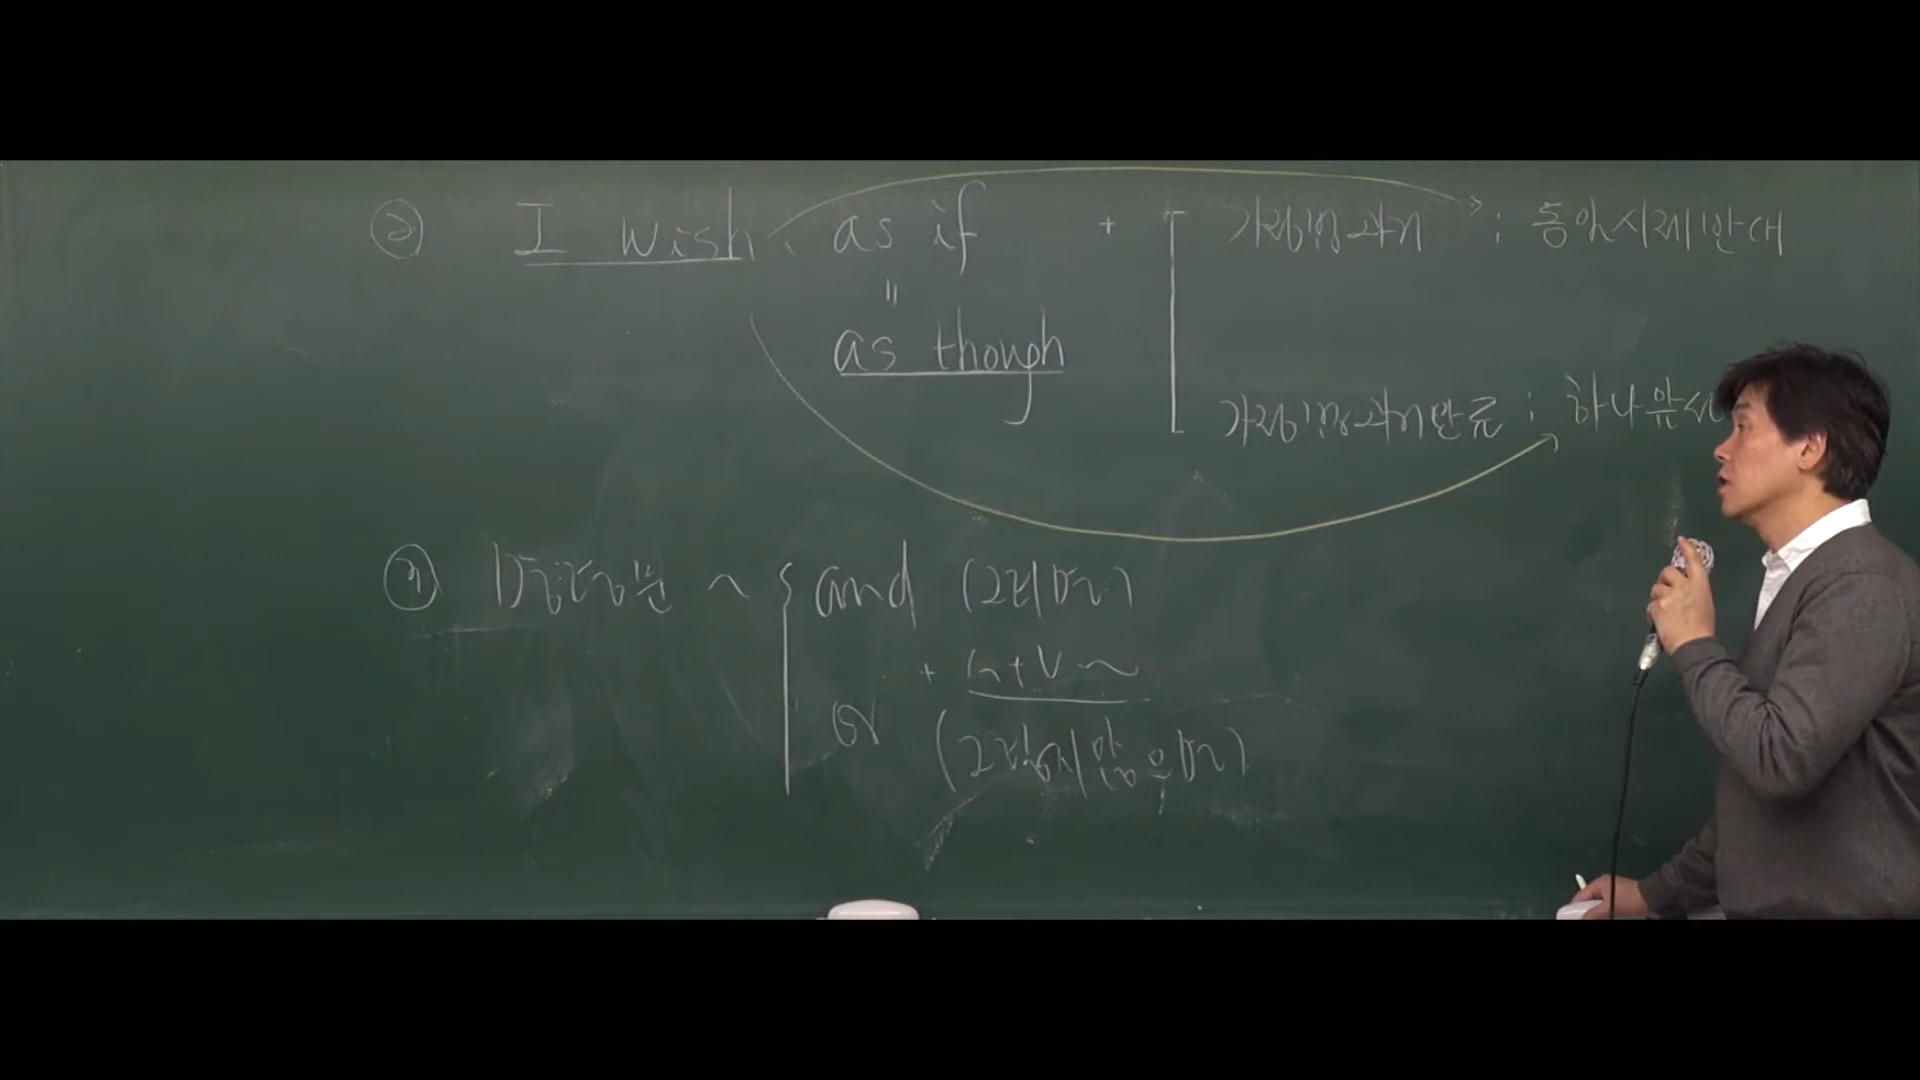 ② I wish, as if + 가정법과거 : 동일시제반대
"
as though
가정법과거완료 : 하나앞시
⑦ 명령문 ~ and (그러면)
+ S+V ~
or (그렇지 않으면)